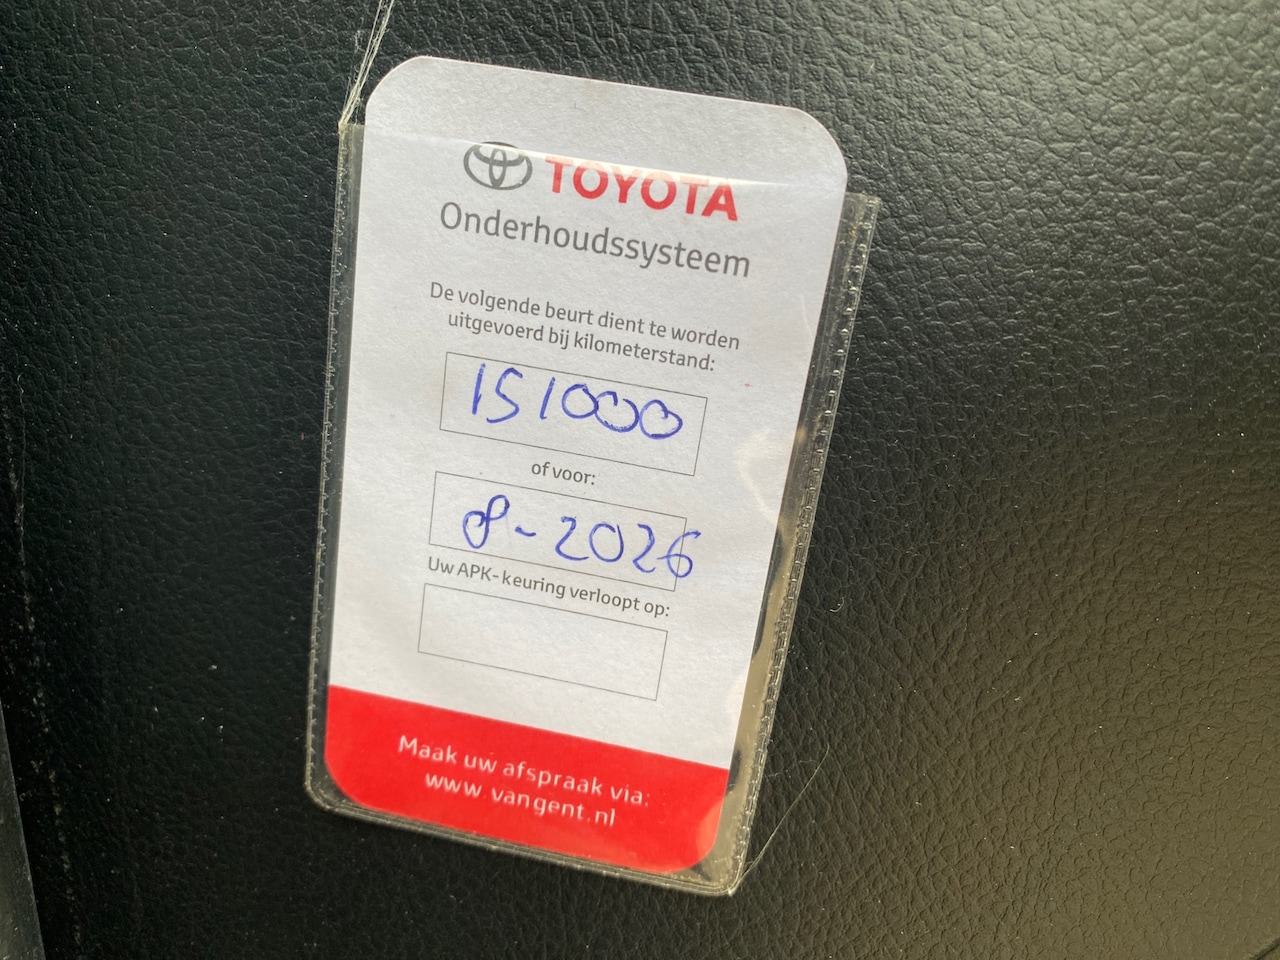 TOYOTA
Onderhoudssysteem
De volgende beurt dient te worden
uitgevoerd bij kilometerstand:
151000
of voor:
8-2026
Uw APK-keuring verloopt op:
Maak uw afspraak via:
www.vangent.nl